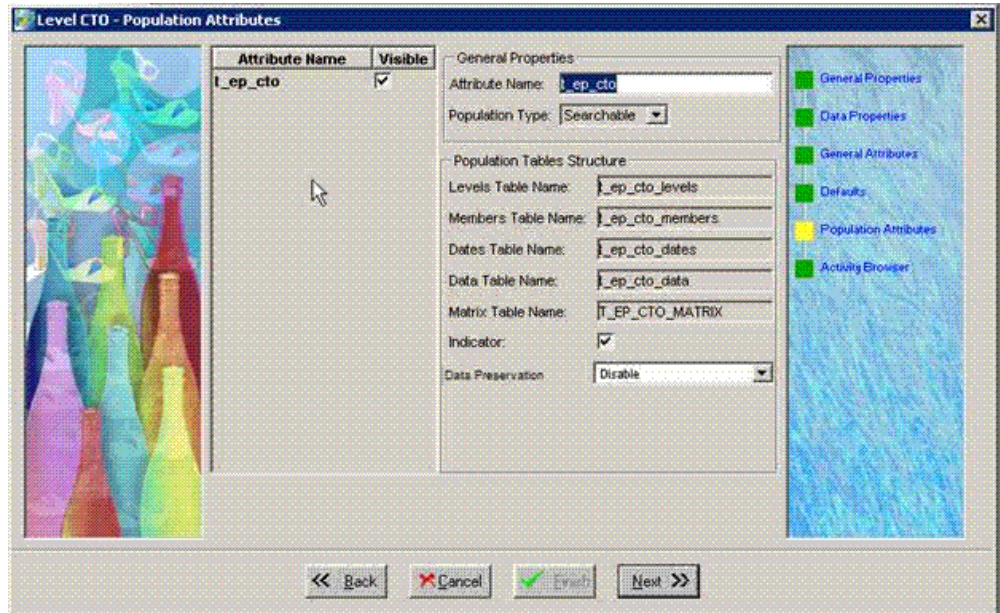 Level CTO - Population Attributes
Attribute Name Visible
t_ep_cto
General Properties
Attribute Name: t_ep_cto
Population Type: Searchable
Population Tables Structure
Levels Table Name: t_ep_cto_levels
Members Table Name: t_ep_cto_members
Dates Table Name: t_ep_cto_dates
Data Table Name: t_ep_cto_data
Matrix Table Name: T_EP_CTO_MATRIX
Indicator:
Data Preservation Disable
General Properties
Data Properties
General Attributes
Defaults
Population Attributes
Activity Browser
Back Cancel Finish Next